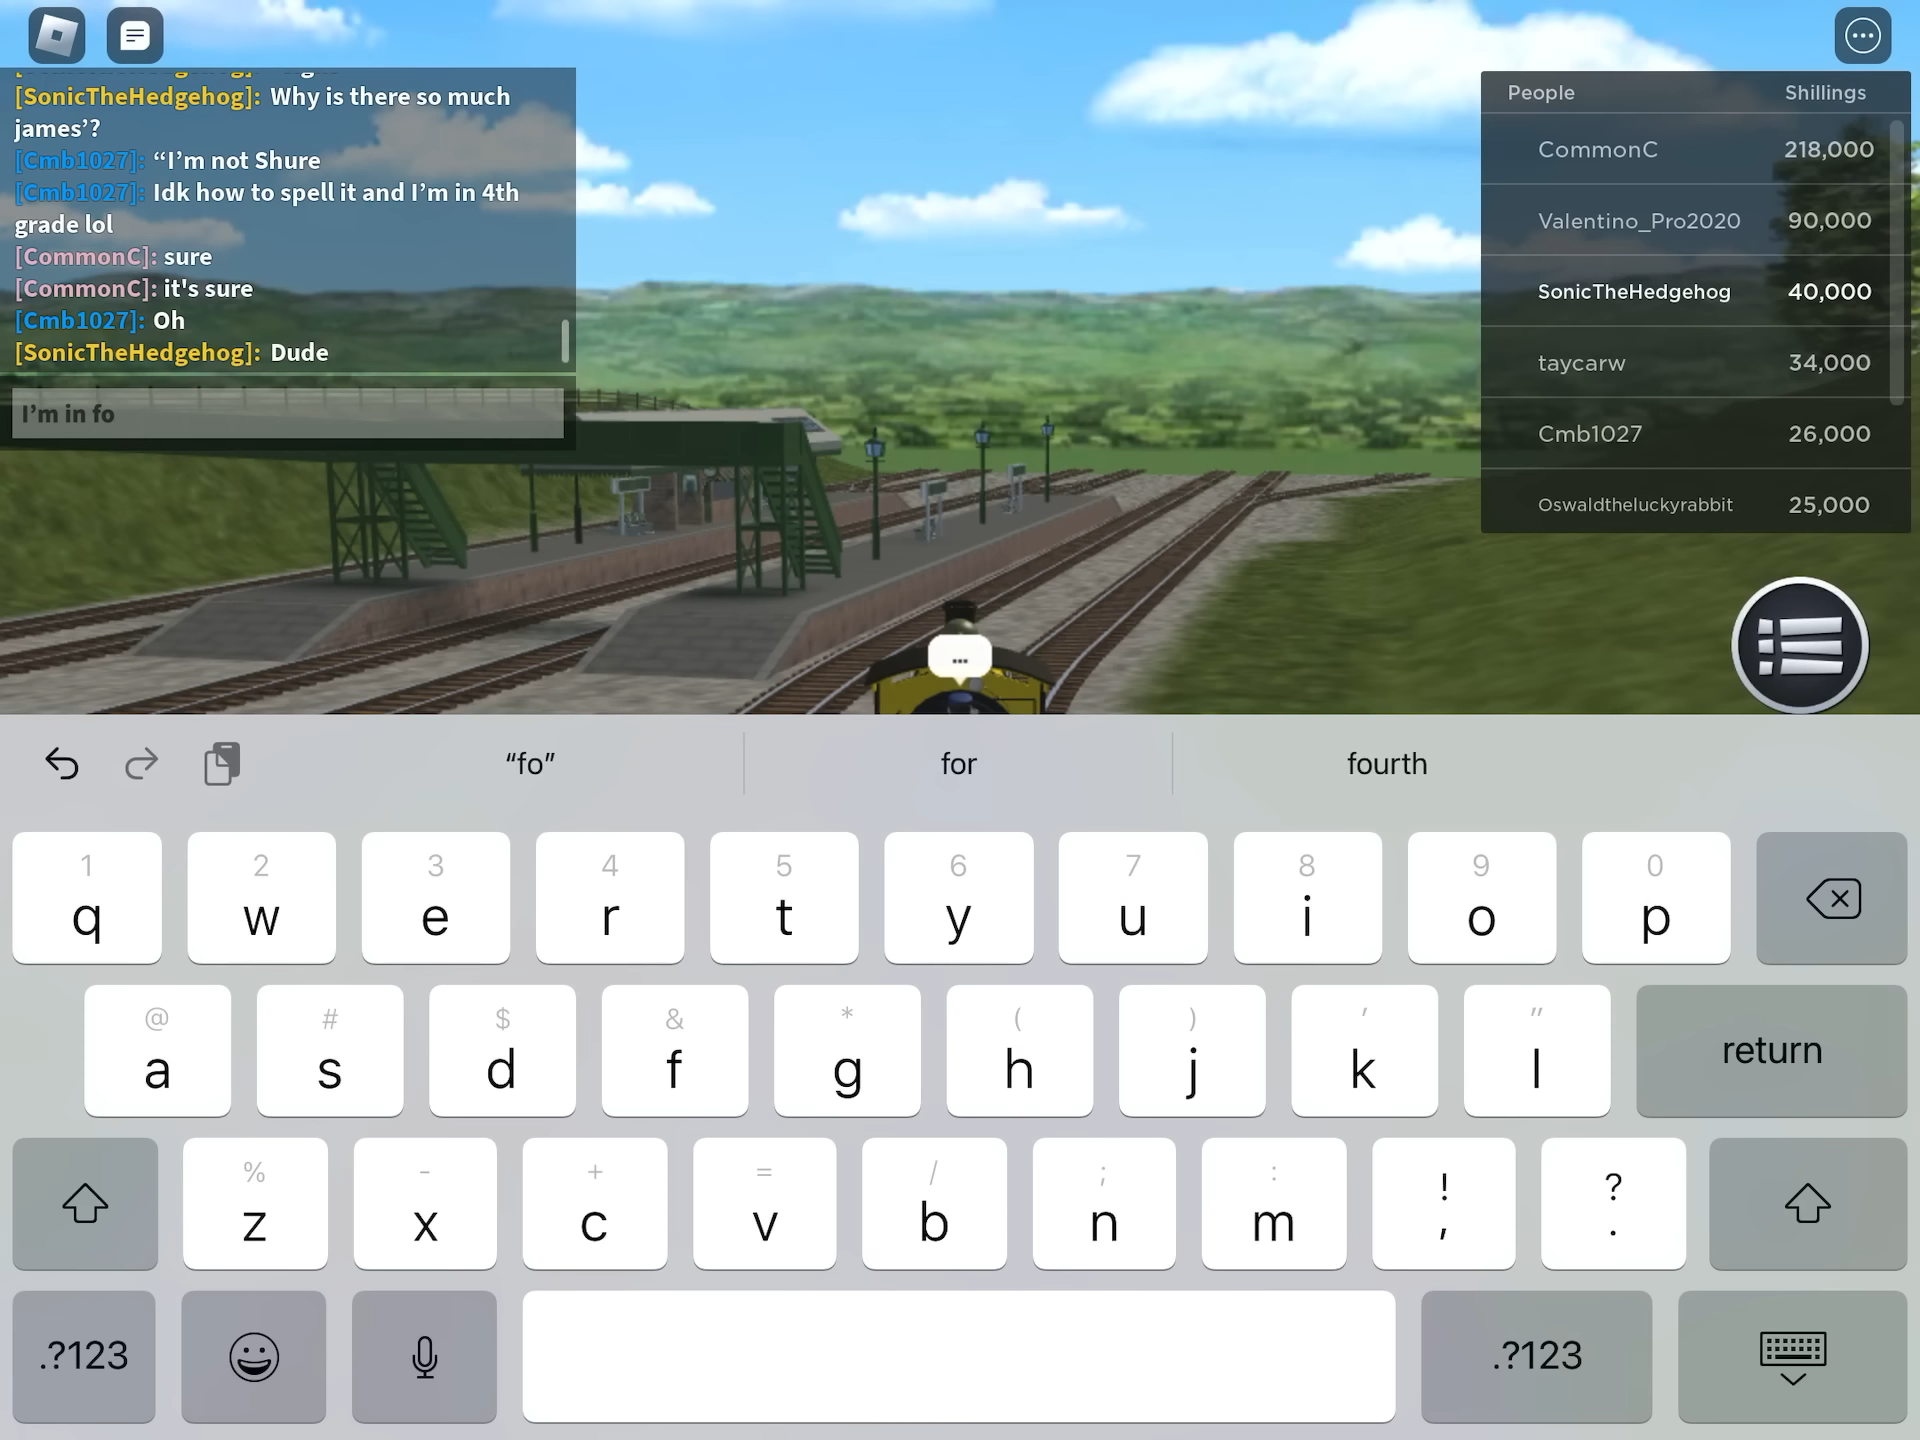 [SonicTheHedgehog]: Why is there so much
james’?
[Cmb1027]: “I’m not Shure
[Cmb1027]: Idk how to spell it and I’m in 4th
grade lol
[CommonC]: sure
[CommonC]: it's sure
[Cmb1027]: Oh
[SonicTheHedgehog]: Dude
I’m in fo
People Shillings
CommonC 218,000
Valentino_Pro2020 90,000
SonicTheHedgehog 40,000
taycarw 34,000
Cmb1027 26,000
Oswaldtheluckyrabbit 25,000
...
“fo” for fourth
1 2 3 4 5 6 7 8 9 0
q w e r t y u i o p
@ # $ & * ( ) ' "
a s d f g h j k l return
% - + = / ; : ! ?
z x c v b n m , .
.?123 .?123